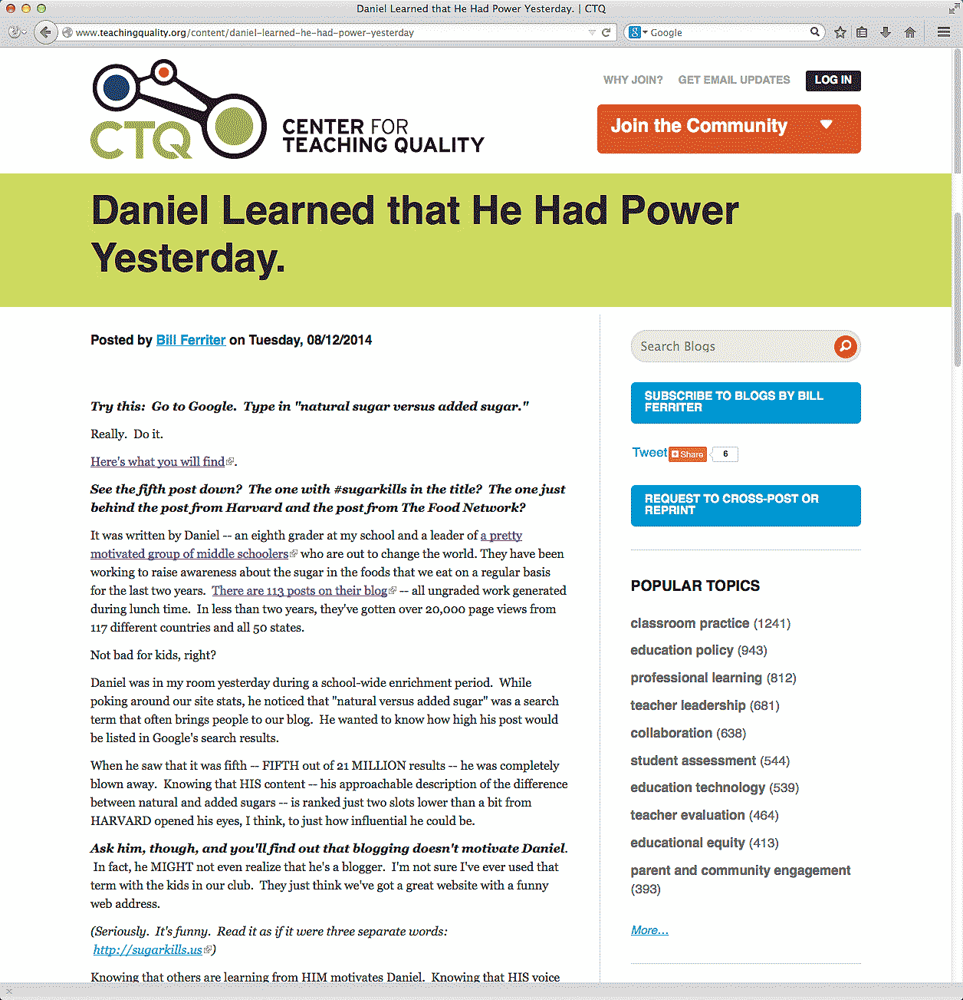 Daniel Learned that He Had Power Yesterday. | CTQ
www.teachingquality.org/content/daniel-learned-he-had-power-yesterday
Google
WHY JOIN? GET EMAIL UPDATES LOG IN
Join the Community
CTQ
CENTER FOR
TEACHING QUALITY
Daniel Learned that He Had Power
Yesterday.
Posted by Bill Ferriter on Tuesday, 08/12/2014
Try this:  Go to Google.  Type in "natural sugar versus added sugar."
Really.  Do it.
Here's what you will find.
See the fifth post down?  The one with #sugarkills in the title?  The one just
behind the post from Harvard and the post from The Food Network?
It was written by Daniel -- an eighth grader at my school and a leader of a pretty
motivated group of middle schoolers who are out to change the world. They have been
working to raise awareness about the sugar in the foods that we eat on a regular basis
for the last two years.  There are 113 posts on their blog -- all ungraded work generated
during lunch time.  In less than two years, they've gotten over 20,000 page views from
117 different countries and all 50 states.
Not bad for kids, right?
Daniel was in my room yesterday during a school-wide enrichment period.  While
poking around our site stats, he noticed that "natural versus added sugar" was a search
term that often brings people to our blog.  He wanted to know how high his post would
be listed in Google's search results.
When he saw that it was fifth -- FIFTH out of 21 MILLION results -- he was completely
blown away.  Knowing that HIS content -- his approachable description of the difference
between natural and added sugars -- is ranked just two slots lower than a bit from
HARVARD opened his eyes, I think, to just how influential he could be.
Ask him, though, and you'll find out that blogging doesn't motivate Daniel.
In fact, he MIGHT not even realize that he's a blogger.  I'm not sure I've ever used that
term with the kids in our club.  They just think we've got a great website with a funny
web address.
(Seriously.  It's funny.  Read it as if it were three separate words:
http://sugarkills.us)
Knowing that others are learning from HIM motivates Daniel.  Knowing that HIS voice
Search Blogs
SUBSCRIBE TO BLOGS BY BILL
FERRITER
Tweet Share 6
REQUEST TO CROSS-POST OR
REPRINT
POPULAR TOPICS
classroom practice (1241)
education policy (943)
professional learning (812)
teacher leadership (681)
collaboration (638)
student assessment (544)
education technology (539)
teacher evaluation (464)
educational equity (413)
parent and community engagement
(393)
More...